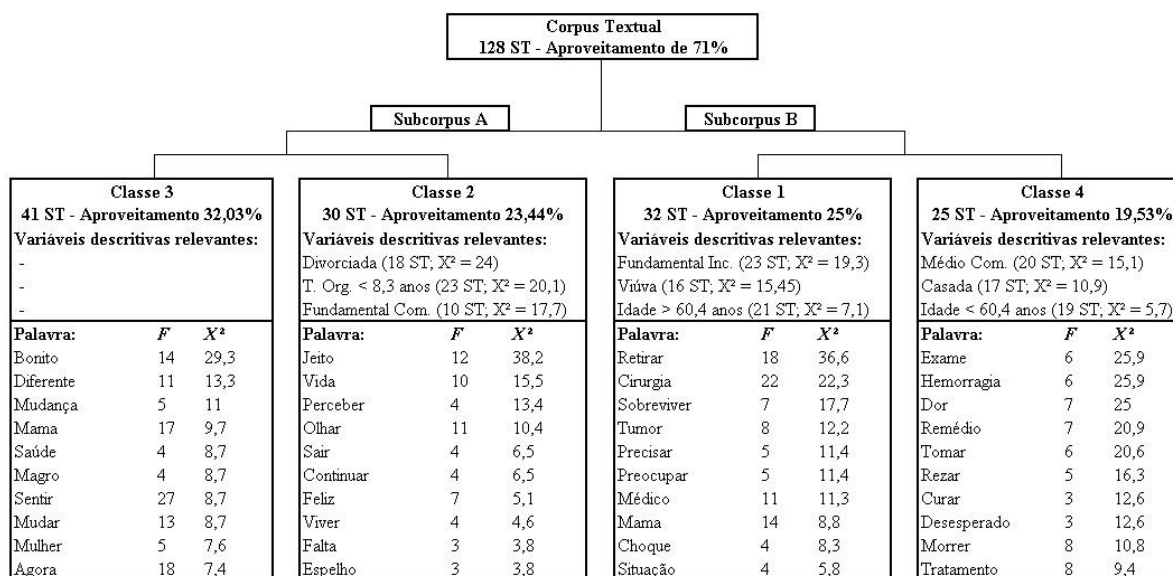 Corpus Textual
128 ST - Aproveitamento de 71%
Subcorpus A
Subcorpus B
Classe 3
41 ST - Aproveitamento 32,03%
Variáveis descritivas relevantes:
-
-
-
Palavra: F X²
Bonito 14 29,3
Diferente 11 13,3
Mudança 5 11
Mama 17 9,7
Saúde 4 8,7
Magro 4 8,7
Sentir 27 8,7
Mudar 13 8,7
Mulher 5 7,6
Agora 18 7,4
Classe 2
30 ST - Aproveitamento 23,44%
Variáveis descritivas relevantes:
Divorciada (18 ST; X² = 24)
T. Org. < 8,3 anos (23 ST; X² = 20,1)
Fundamental Com. (10 ST; X² = 17,7)
Palavra: F X²
Jeito 12 38,2
Vida 10 15,5
Perceber 4 13,4
Olhar 11 10,4
Sair 4 6,5
Continuar 4 6,5
Feliz 7 5,1
Viver 4 4,6
Falta 3 3,8
Espelho 3 3,8
Classe 1
32 ST - Aproveitamento 25%
Variáveis descritivas relevantes:
Fundamental Inc. (23 ST; X² = 19,3)
Viúva (16 ST; X² = 15,45)
Idade > 60,4 anos (21 ST; X² = 7,1)
Palavra: F X²
Retirar 18 36,6
Cirurgia 22 22,3
Sobreviver 7 17,7
Tumor 8 12,2
Precisar 5 11,4
Preocupar 5 11,4
Médico 11 11,3
Mama 14 8,8
Choque 4 8,3
Situação 4 5,8
Classe 4
25 ST - Aproveitamento 19,53%
Variáveis descritivas relevantes:
Médio Com. (20 ST; X² = 15,1)
Casada (17 ST; X² = 10,9)
Idade < 60,4 anos (19 ST; X² = 5,7)
Palavra: F X²
Exame 6 25,9
Hemorragia 6 25,9
Dor 7 25
Remédio 7 20,9
Tomar 6 20,6
Rezar 5 16,3
Curar 3 12,6
Desesperado 3 12,6
Morrer 8 10,8
Tratamento 8 9,4